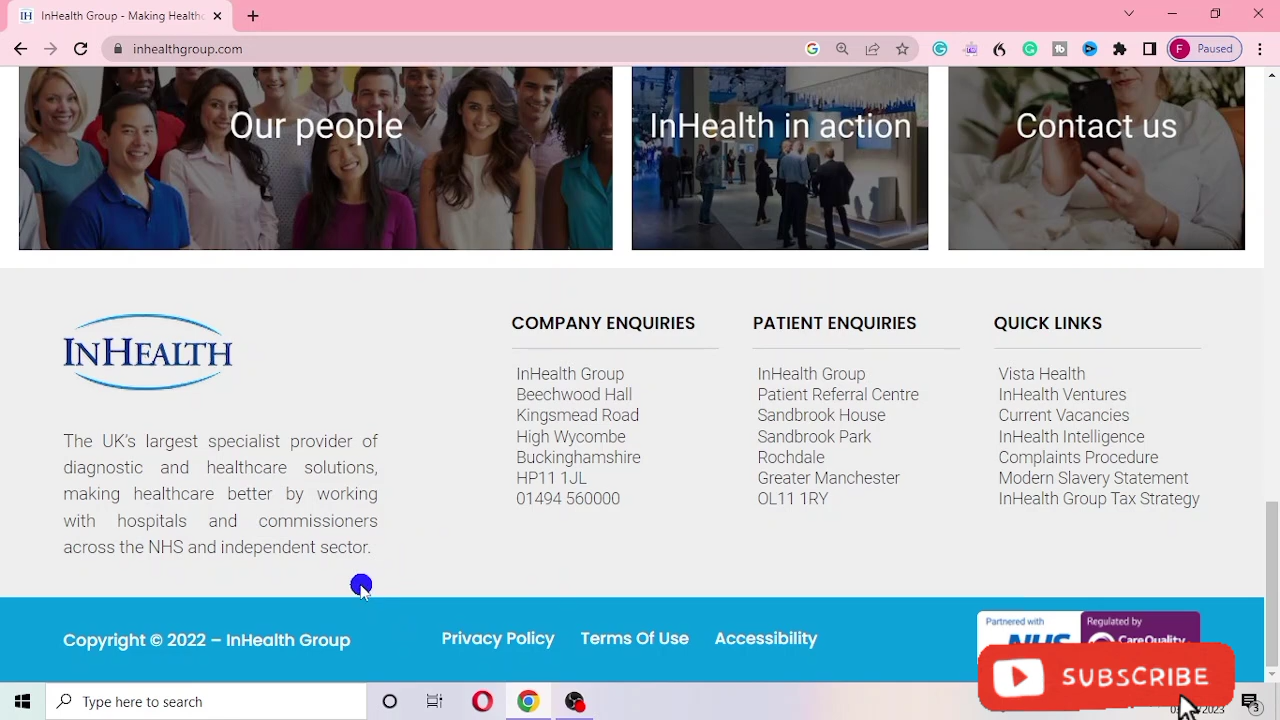 InHealth Group - Making Health
inhealthgroup.com
F Paused
Our people
InHealth in action
Contact us
INHEALTH
The UK's largest specialist provider of
diagnostic and healthcare solutions,
making healthcare better by working
with hospitals and commissioners
across the NHS and independent sector.
COMPANY ENQUIRIES
InHealth Group
Beechwood Hall
Kingsmead Road
High Wycombe
Buckinghamshire
HP11 1JL
01494 560000
PATIENT ENQUIRIES
InHealth Group
Patient Referral Centre
Sandbrook House
Sandbrook Park
Rochdale
Greater Manchester
OL11 1RY
QUICK LINKS
Vista Health
InHealth Ventures
Current Vacancies
InHealth Intelligence
Complaints Procedure
Modern Slavery Statement
InHealth Group Tax Strategy
Copyright © 2022 – InHealth Group
Privacy Policy
Terms Of Use
Accessibility
Partnered with
NHS
Regulated by
CareQuality
SUBSCRIBE
Type here to search
3